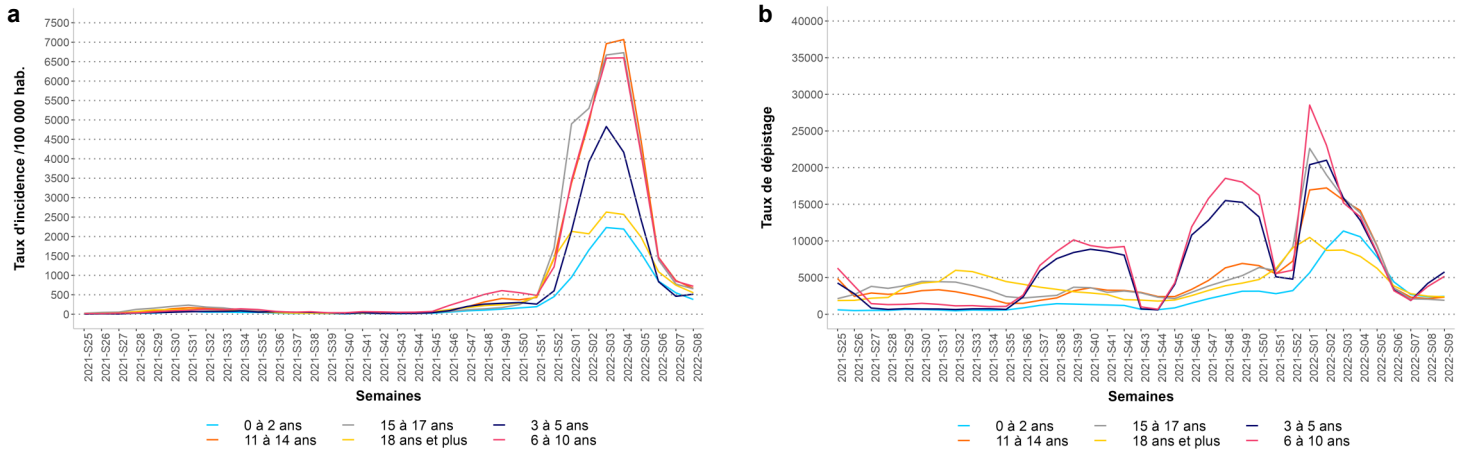 a
Taux d'incidence /100 000 hab.
7500
7000
6500
6000
5500
5000
4500
4000
3500
3000
2500
2000
1500
1000
500
0
2021-S25
2021-S26
2021-S27
2021-S28
2021-S29
2021-S30
2021-S31
2021-S32
2021-S33
2021-S34
2021-S35
2021-S36
2021-S37
2021-S38
2021-S39
2021-S40
2021-S41
2021-S42
2021-S43
2021-S44
2021-S45
2021-S46
2021-S47
2021-S48
2021-S49
2021-S50
2021-S51
2021-S52
2022-S01
2022-S02
2022-S03
2022-S04
2022-S05
2022-S06
2022-S07
2022-S08
Semaines
0 à 2 ans 15 à 17 ans 3 à 5 ans
11 à 14 ans 18 ans et plus 6 à 10 ans
b
Taux de dépistage
40000
35000
30000
25000
20000
15000
10000
5000
0
2021-S25
2021-S26
2021-S27
2021-S28
2021-S29
2021-S30
2021-S31
2021-S32
2021-S33
2021-S34
2021-S35
2021-S36
2021-S37
2021-S38
2021-S39
2021-S40
2021-S41
2021-S42
2021-S43
2021-S44
2021-S45
2021-S46
2021-S47
2021-S48
2021-S49
2021-S50
2021-S51
2021-S52
2022-S01
2022-S02
2022-S03
2022-S04
2022-S05
2022-S06
2022-S07
2022-S08
2022-S09
Semaines
0 à 2 ans 15 à 17 ans 3 à 5 ans
11 à 14 ans 18 ans et plus 6 à 10 ans